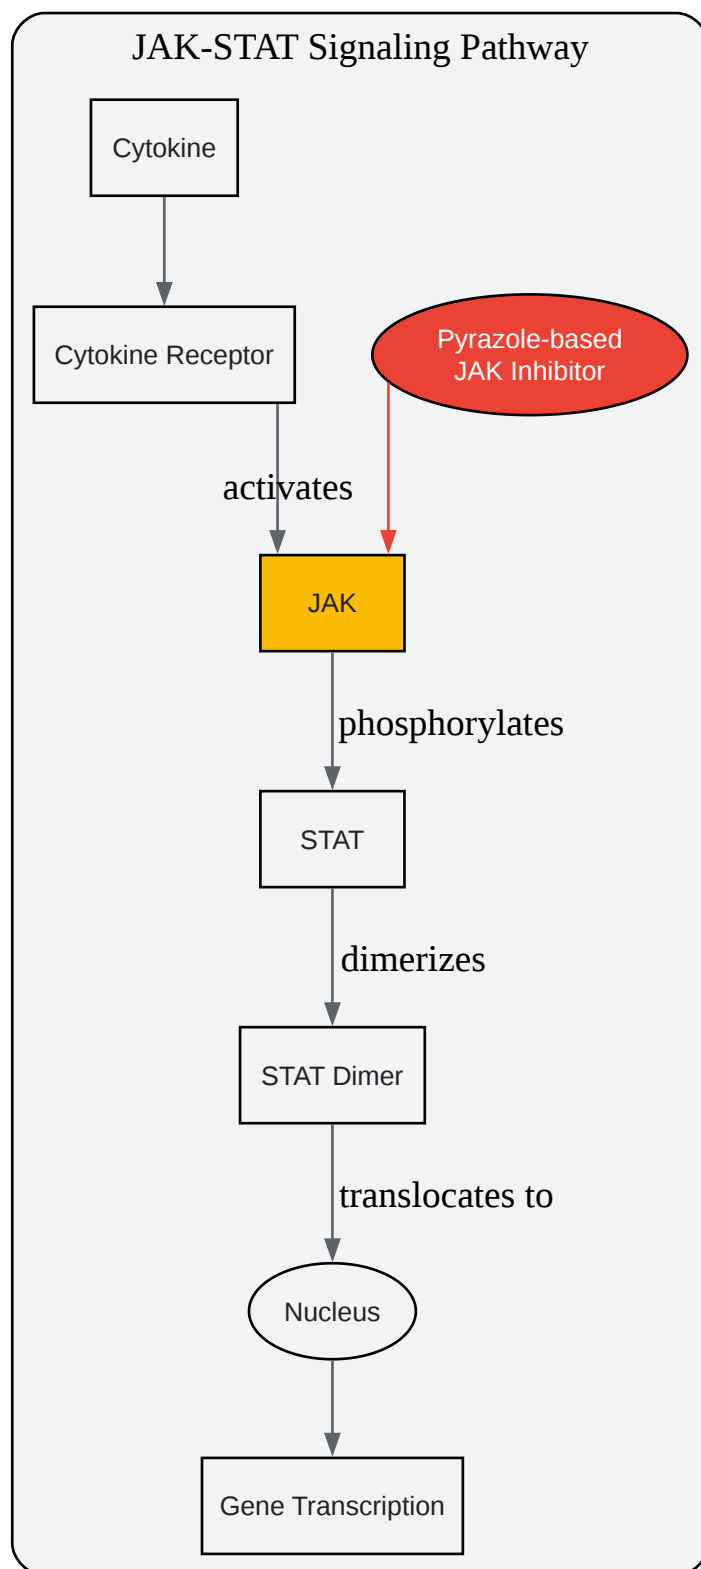 JAK-STAT Signaling Pathway
Cytokine
Cytokine Receptor
Pyrazole-based
JAK Inhibitor
activates
JAK
phosphorylates
STAT
dimerizes
STAT Dimer
translocates to
Nucleus
Gene Transcription